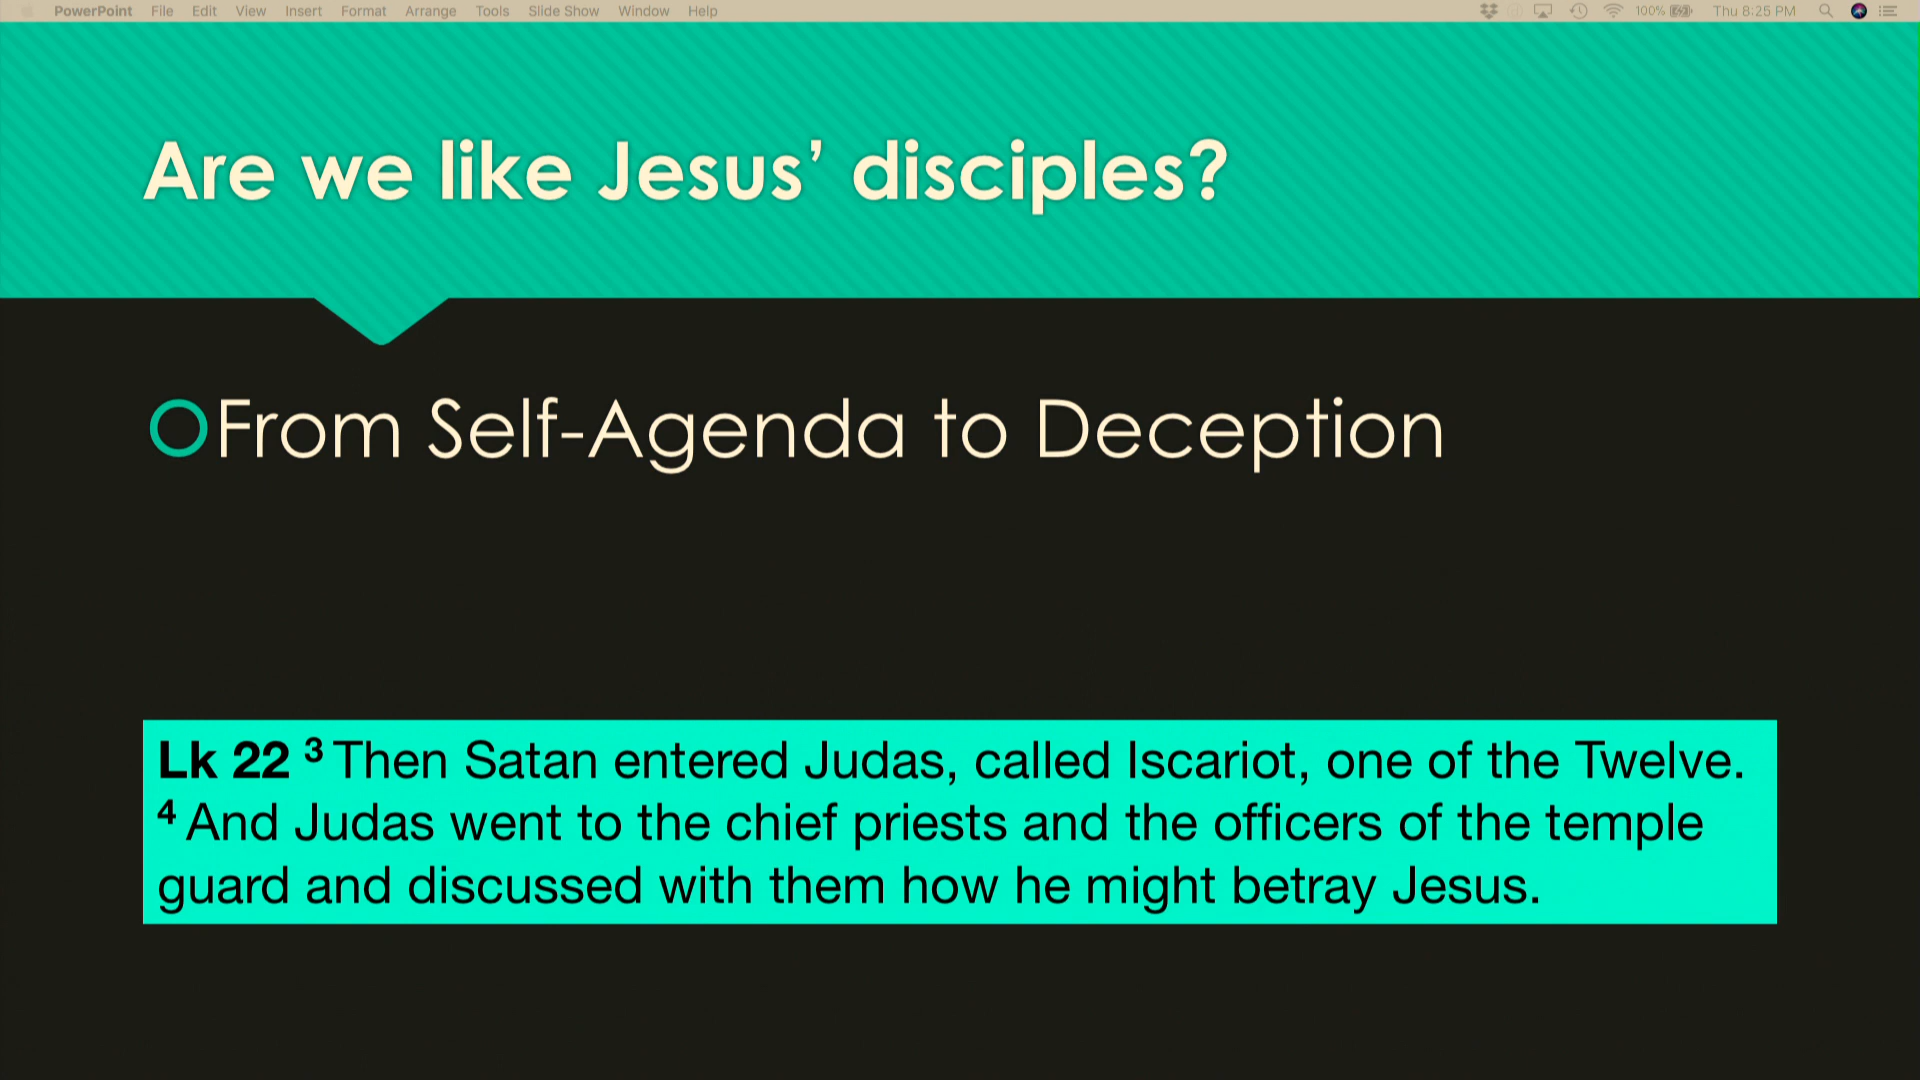 PowerPoint File Edit View Insert Format Arrange Tools Slide Show Window Help 100% Thu 8:25 PM
Are we like Jesus’ disciples?
From Self-Agenda to Deception
Lk 22 ³ Then Satan entered Judas, called Iscariot, one of the Twelve.
⁴ And Judas went to the chief priests and the officers of the temple
guard and discussed with them how he might betray Jesus.